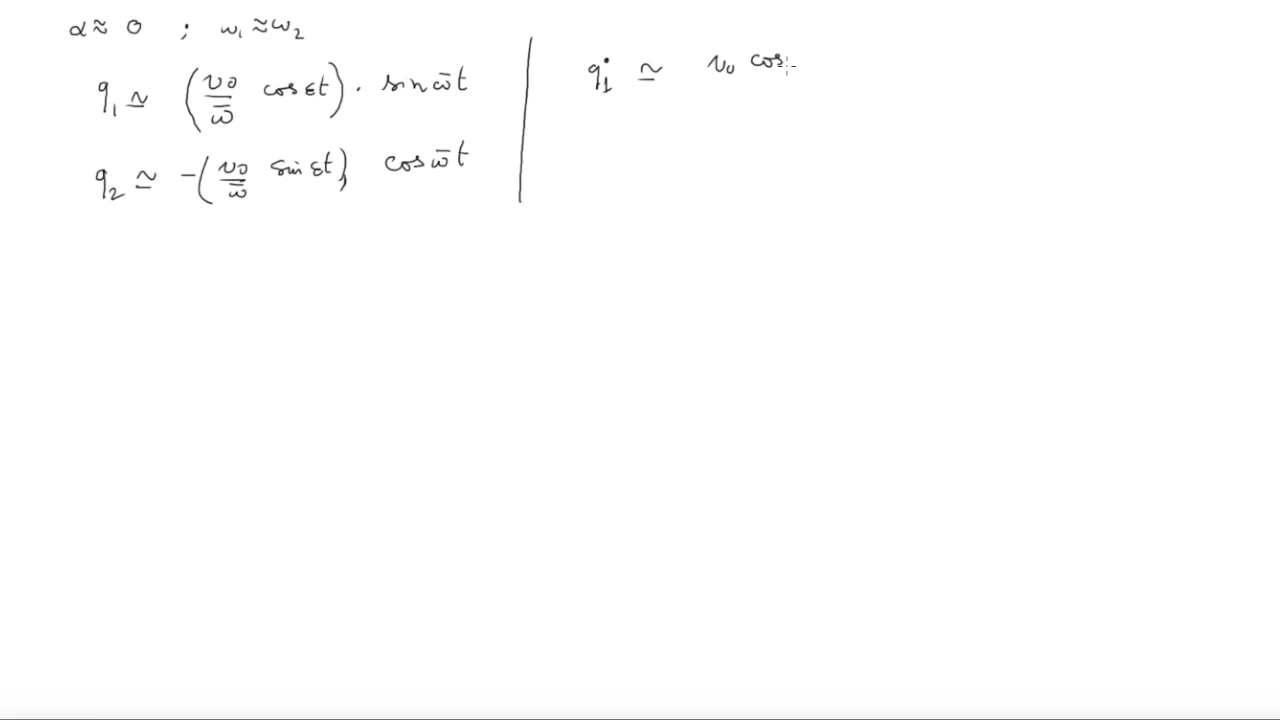 α ≈ 0 ; ω₁ ≈ ω₂
q₁ ≃ (v₀/ω̄ cos εt) · sin ω̄t
q₂ ≃ -(v₀/ω̄ sin εt) cos ω̄t
q̇₁ ≃ v₀ cos